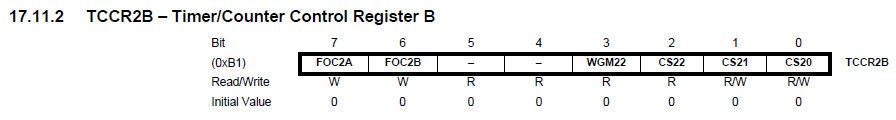 17.11.2 TCCR2B – Timer/Counter Control Register B
Bit 7 6 5 4 3 2 1 0
(0xB1) FOC2A FOC2B – – WGM22 CS22 CS21 CS20 TCCR2B
Read/Write W W R R R R R/W R/W
Initial Value 0 0 0 0 0 0 0 0